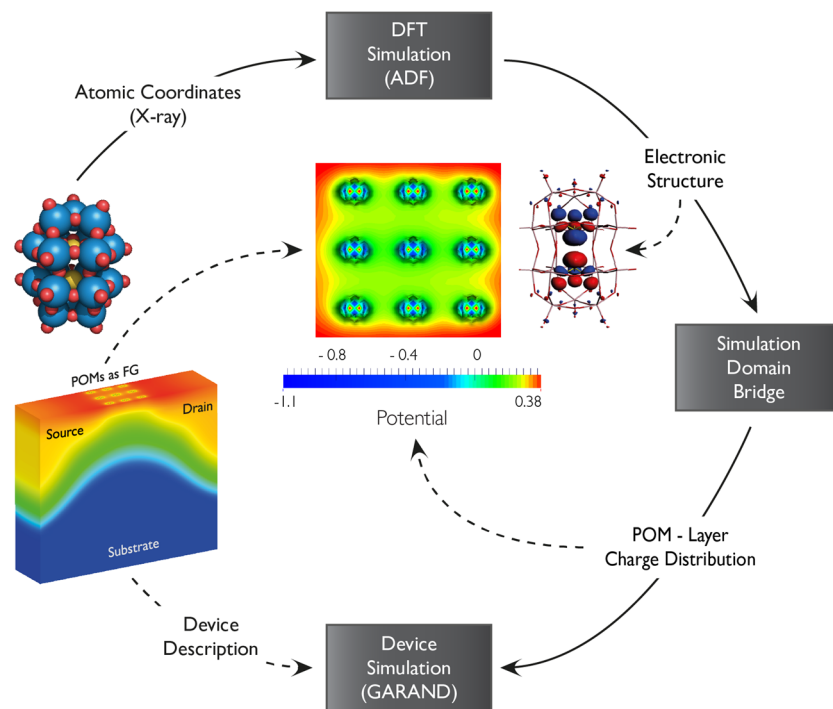 DFT
Simulation
(ADF)
Atomic Coordinates
(X-ray)
Electronic
Structure
Simulation
Domain
Bridge
- 0.8 - 0.4 0
-1.1 0.38
Potential
POMs as FG
Source
Drain
Substrate
POM - Layer
Charge Distribution
Device
Description
Device
Simulation
(GARAND)